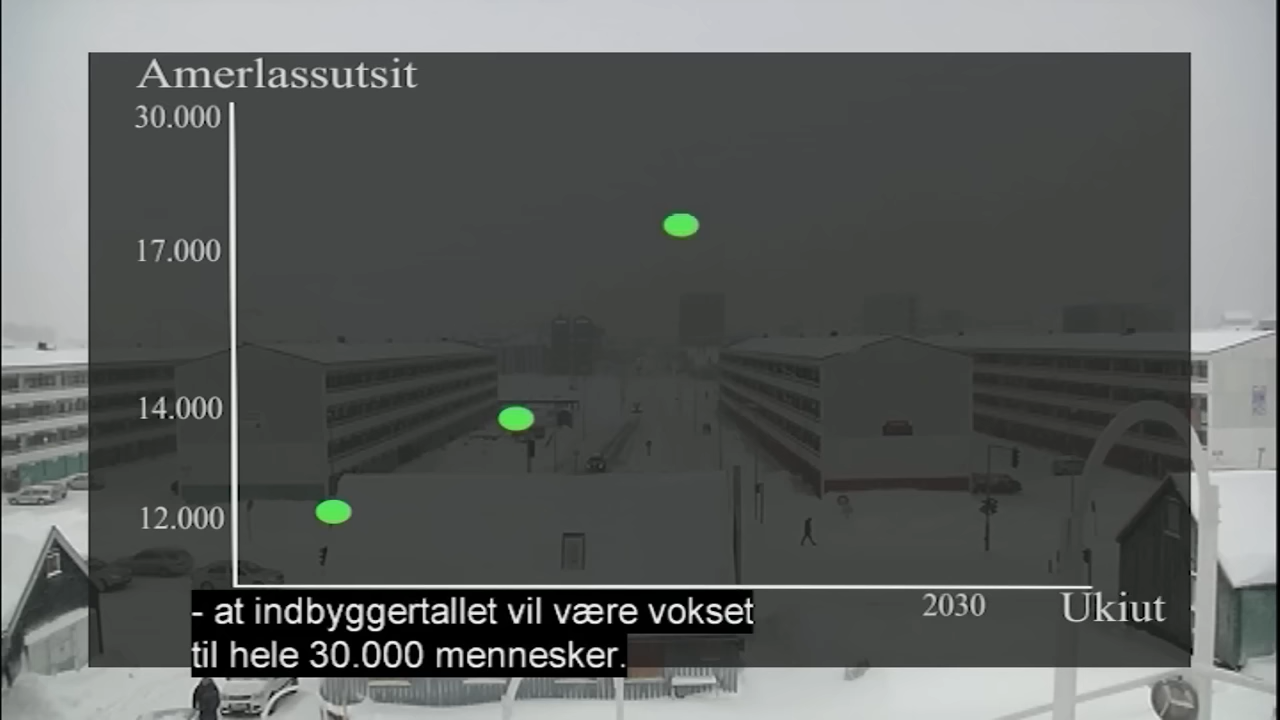 Amerlassutsit
30.000
17.000
14.000
12.000
2030
Ukiut
- at indbyggertallet vil være vokset
til hele 30.000 mennesker.